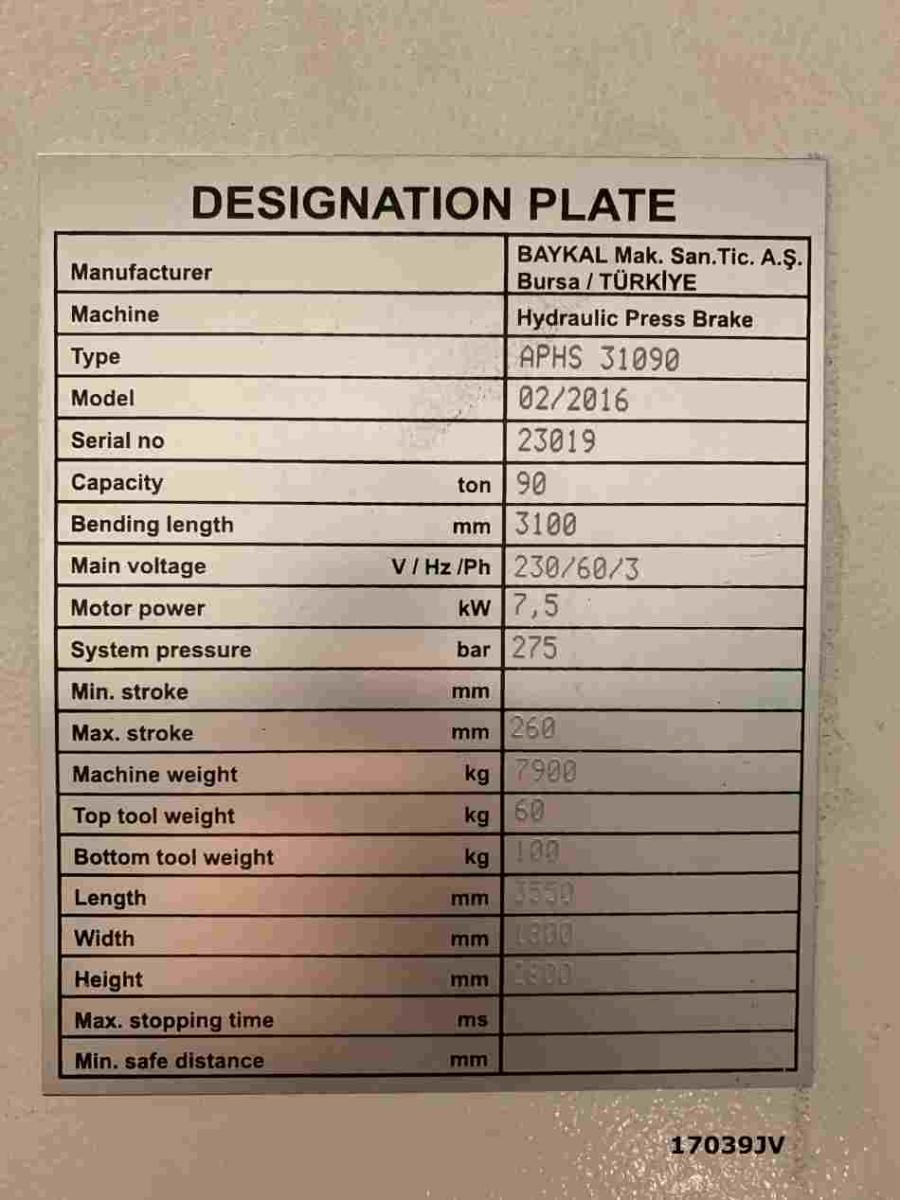 DESIGNATION PLATE
Manufacturer BAYKAL Mak. San.Tic. A.Ş.
Bursa / TÜRKİYE
Machine Hydraulic Press Brake
Type APHS 31090
Model 02/2016
Serial no 23019
Capacity ton 90
Bending length mm 3100
Main voltage V / Hz /Ph 230/60/3
Motor power kW 7,5
System pressure bar 275
Min. stroke mm
Max. stroke mm 260
Machine weight kg 7900
Top tool weight kg 60
Bottom tool weight kg 100
Length mm 3550
Width mm
Height mm
Max. stopping time ms
Min. safe distance mm
17039JV